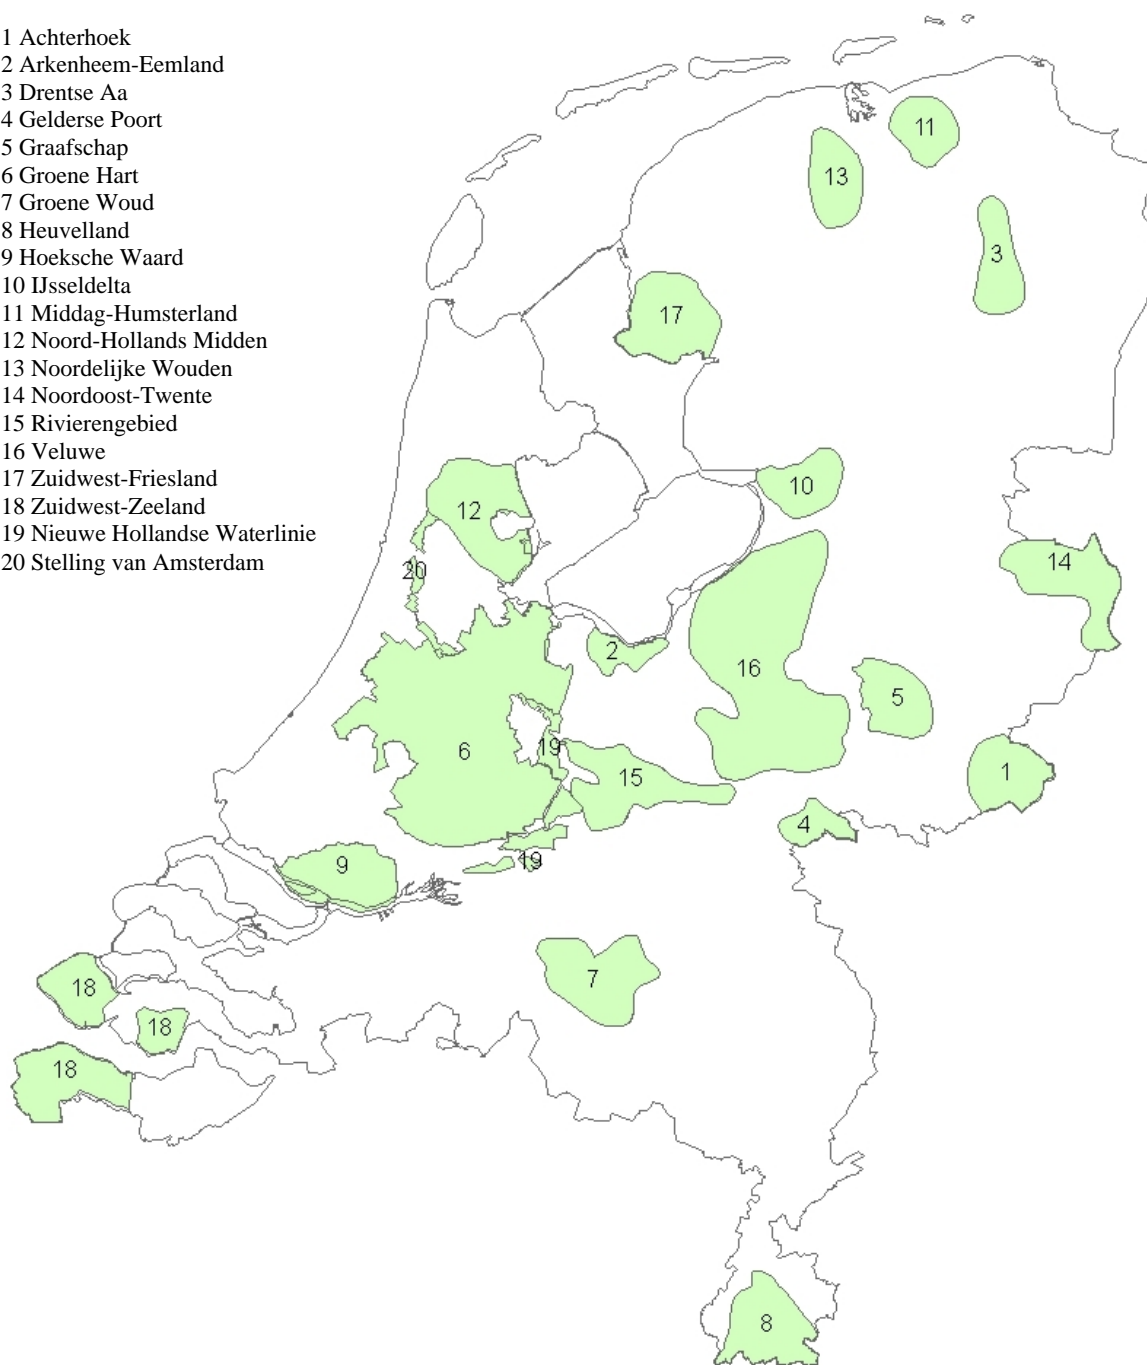 1 Achterhoek
2 Arkenheem-Eemland
3 Drentse Aa
4 Gelderse Poort
5 Graafschap
6 Groene Hart
7 Groene Woud
8 Heuvelland
9 Hoeksche Waard
10 IJsseldelta
11 Middag-Humsterland
12 Noord-Hollands Midden
13 Noordelijke Wouden
14 Noordoost-Twente
15 Rivierengebied
16 Veluwe
17 Zuidwest-Friesland
18 Zuidwest-Zeeland
19 Nieuwe Hollandse Waterlinie
20 Stelling van Amsterdam
11
13
3
17
10
12
14
20
2
16
5
19
6
15
1
4
19
9
7
18
18
18
8